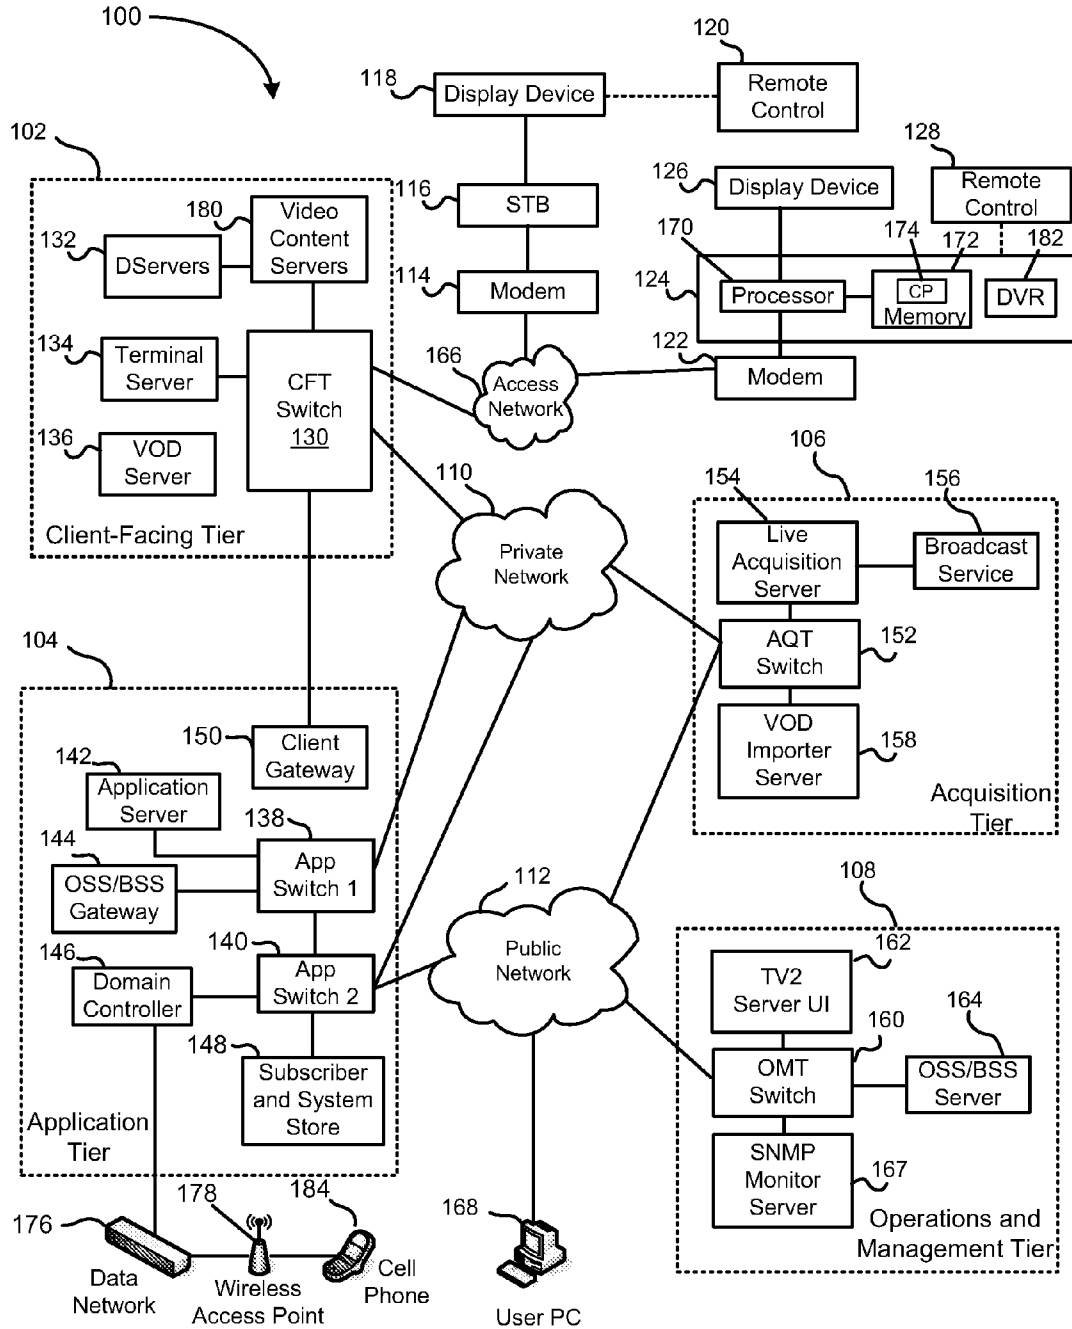 100
120
118
Display Device
Remote
Control
102
128
126
Display Device
Remote
Control
116
STB
180
Video
Content
Servers
132
DServers
170
174
172
182
114
Modem
124
Processor
CP
Memory
DVR
134
Terminal
Server
CFT
Switch
130
166
Access
Network
122
Modem
136
VOD
Server
Client-Facing Tier
106
110
Private
Network
154
156
Live
Acquisition
Server
Broadcast
Service
104
AQT
Switch
152
150
Client
Gateway
VOD
Importer
Server
158
142
Application
Server
Acquisition
Tier
138
144
App
Switch 1
OSS/BSS
Gateway
112
Public
Network
108
140
146
App
Switch 2
Domain
Controller
162
TV2
Server UI
160
164
148
Subscriber
and System
Store
OMT
Switch
OSS/BSS
Server
Application
Tier
SNMP
Monitor
Server
167
178
184
168
176
Operations and
Management Tier
Data
Network
Wireless
Access Point
Cell
Phone
User PC